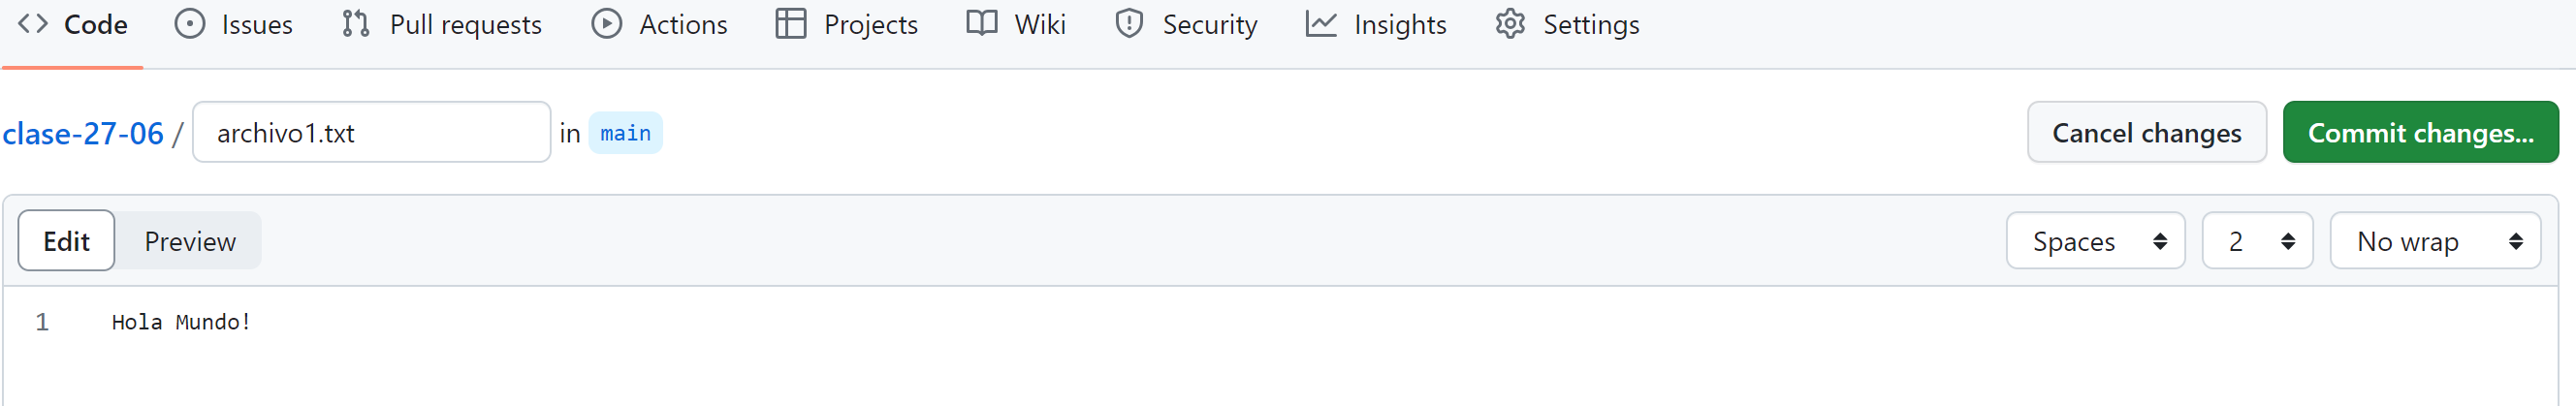 Code Issues Pull requests Actions Projects Wiki Security Insights Settings
clase-27-06 / archivo1.txt in main Cancel changes Commit changes...
Edit Preview Spaces 2 No wrap
1 Hola Mundo!